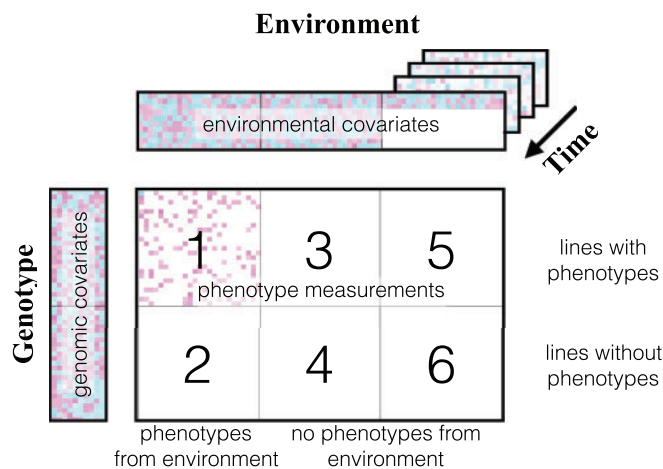 Environment
environmental covariates
Time
Genotype
genomic covariates
1
3
5
phenotype measurements
2
4
6
lines with
phenotypes
lines without
phenotypes
phenotypes
from environment
no phenotypes from
environment